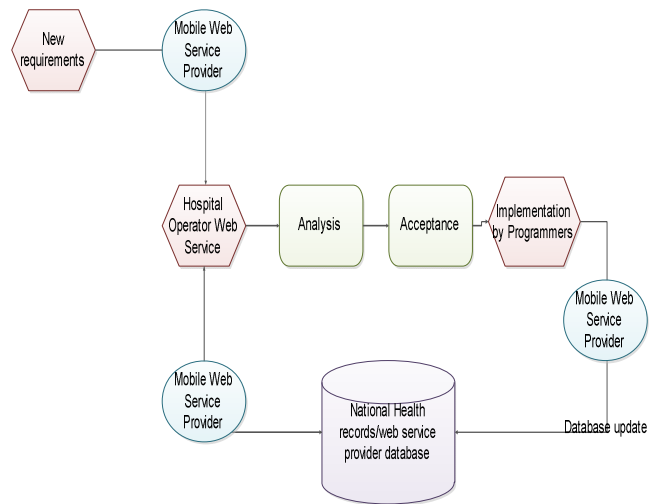 New
requirements
Mobile Web
Service
Provider
Hospital
Operator Web
Service
Analysis
Acceptance
Implementation
by Programmers
Mobile Web
Service
Provider
Mobile Web
Service
Provider
National Health
records/web service
provider database
Database update